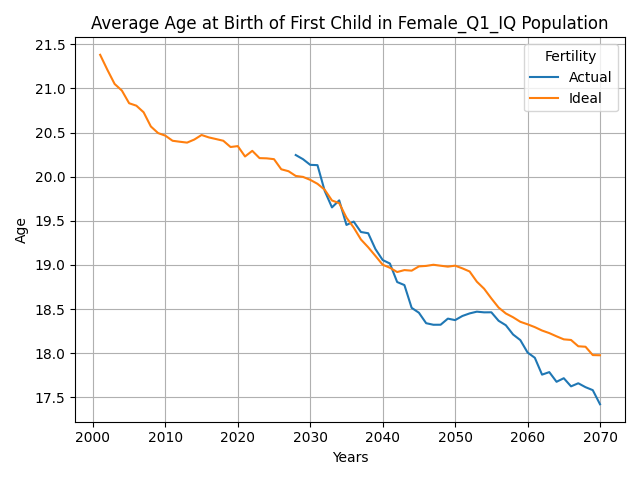 Average Age at Birth of First Child in Female_Q1_IQ Population
Fertility
Actual
Ideal
Age
21.5
21.0
20.5
20.0
19.5
19.0
18.5
18.0
17.5
2000 2010 2020 2030 2040 2050 2060 2070
Years